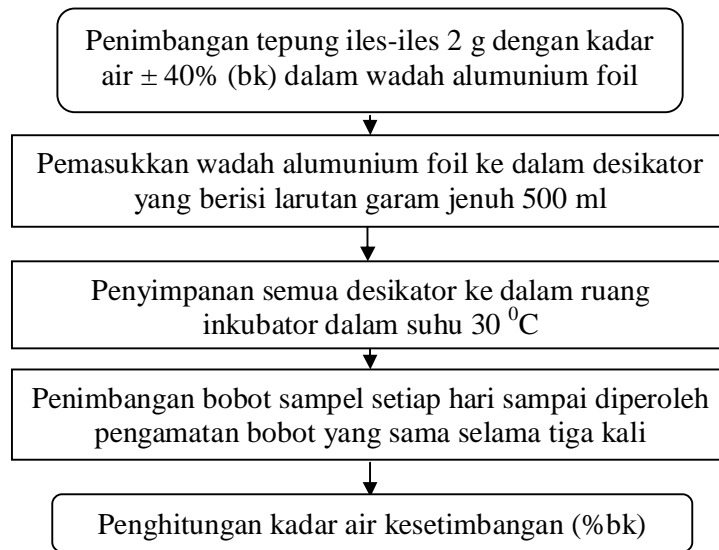 Penimbangan tepung iles-iles 2 g dengan kadar
air ± 40% (bk) dalam wadah alumunium foil
Pemasukkan wadah alumunium foil ke dalam desikator
yang berisi larutan garam jenuh 500 ml
Penyimpanan semua desikator ke dalam ruang
inkubator dalam suhu 30 ⁰C
Penimbangan bobot sampel setiap hari sampai diperoleh
pengamatan bobot yang sama selama tiga kali
Penghitungan kadar air kesetimbangan (%bk)